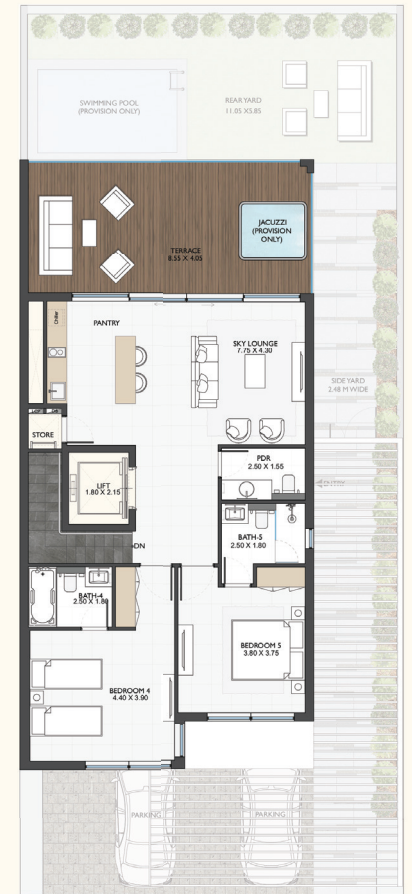 SWIMMING POOL
(PROVISION ONLY)
REAR YARD
11.05 X5.85
JACUZZI
(PROVISION
ONLY)
TERRACE
8.55 X 4.05
Chiller
PANTRY
SKY LOUNGE
7.75 X 4.30
SIDE YARD
2.48 M WIDE
STORE
PDR
2.50 X 1.55
LIFT
1.80 X 2.15
ENTRY
BATH-5
2.50 X 1.80
DN
BATH-4
2.50 X 1.80
BEDROOM 5
3.80 X 3.75
BEDROOM 4
4.40 X 3.90
PARKING
PARKING